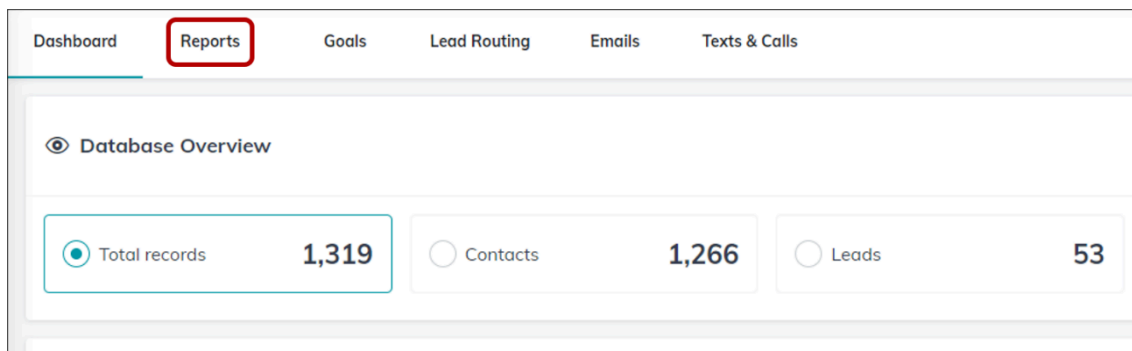 Dashboard Reports Goals Lead Routing Emails Texts & Calls
Database Overview
Total records 1,319 Contacts 1,266 Leads 53